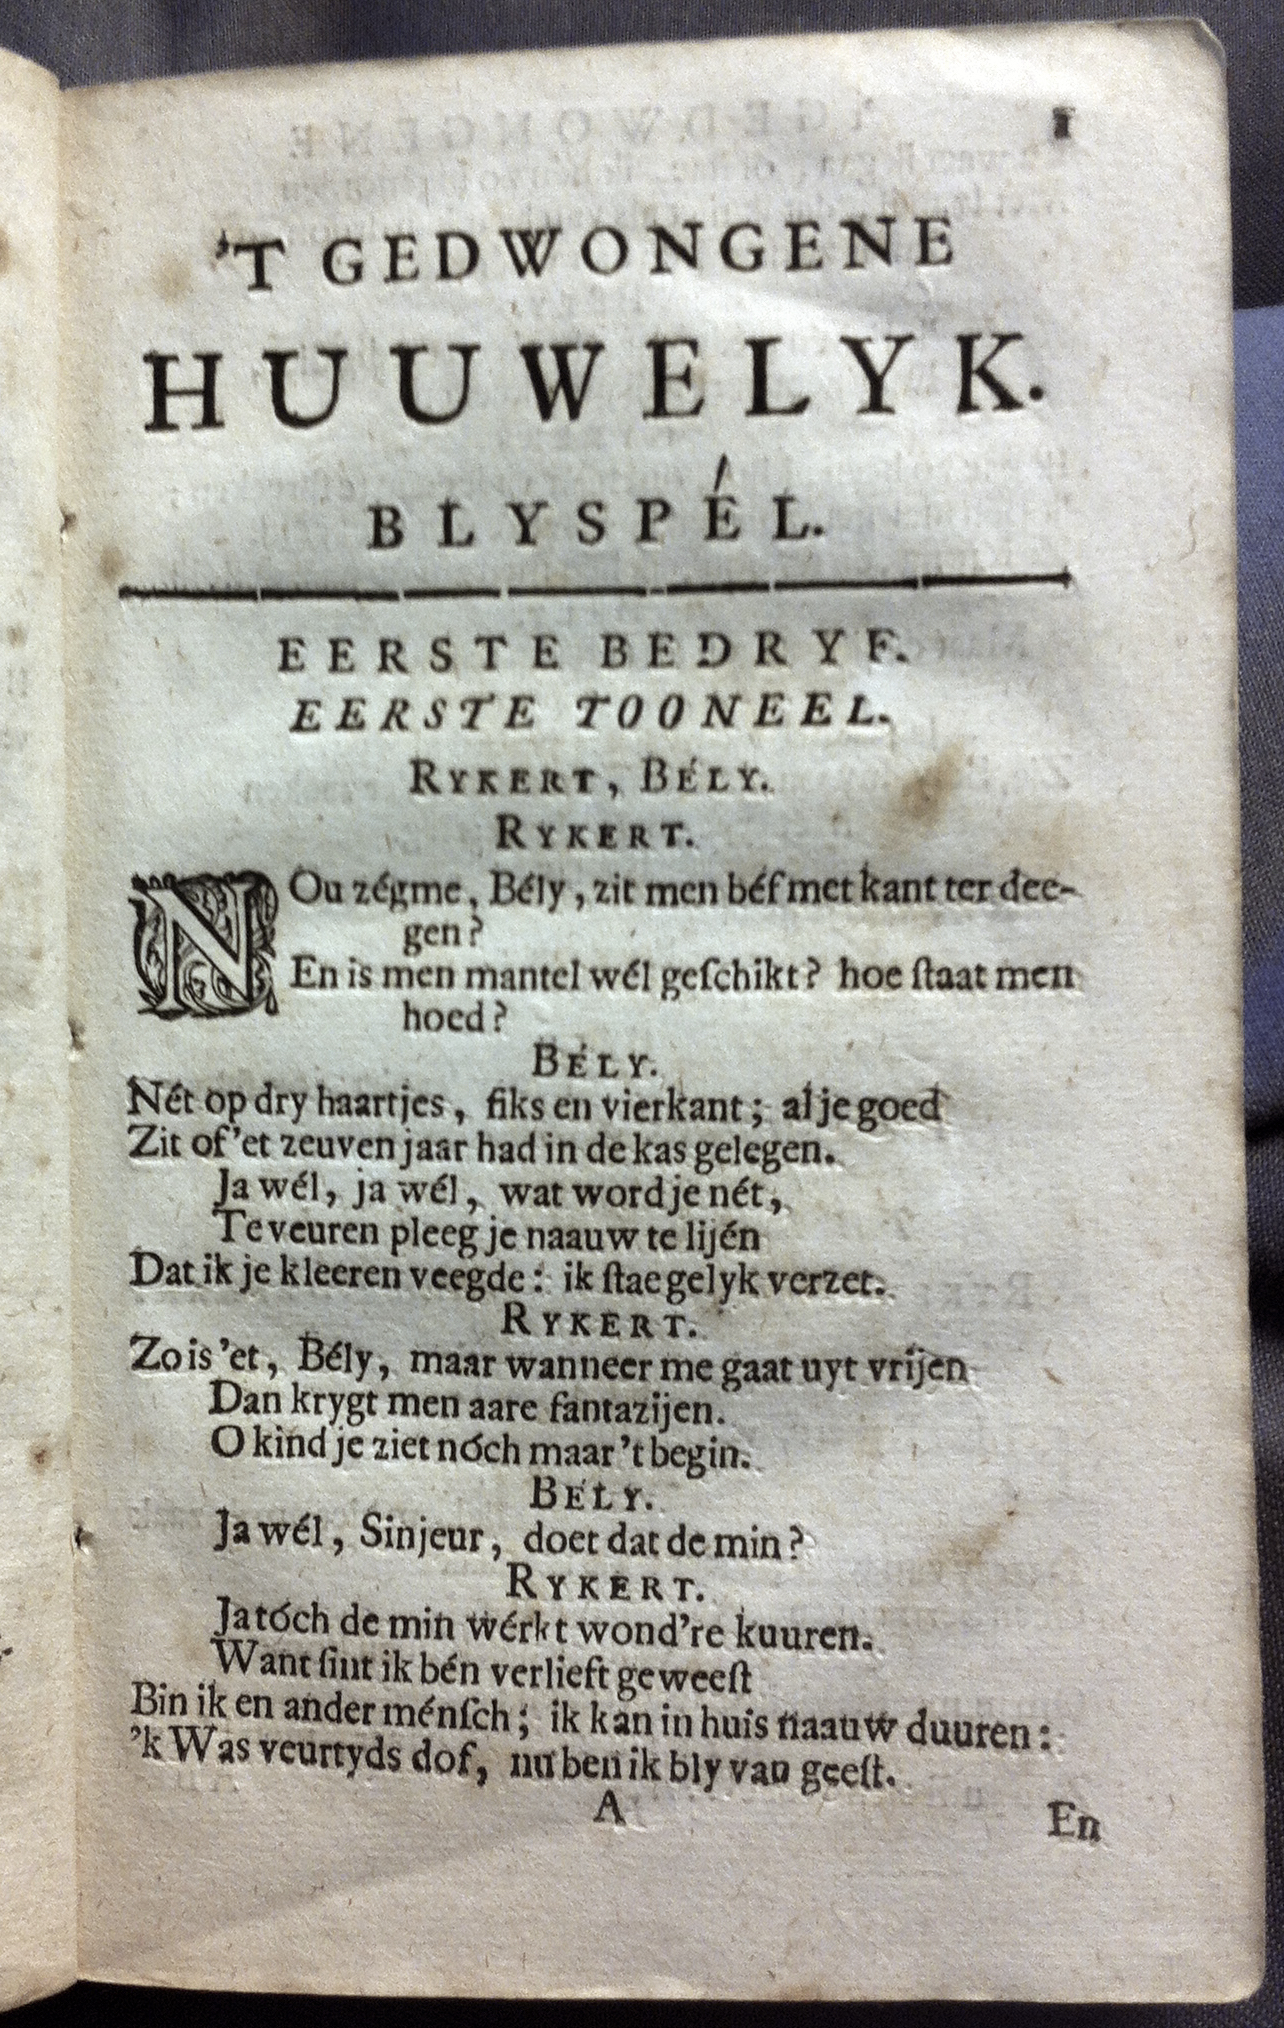 1
'T GEDWONGENE
HUUWELYK.
BLYSPÉL.
EERSTE BEDRYF.
EERSTE TOONEEL.
RYKERT, BÉLY.
RYKERT.
NOu zégme, Bély, zit men béf met kant ter dee-
gen?
En is men mantel wél geſchikt? hoe ſtaat men
hoed?
BÉLY.
Nét op dry haartjes, fiks en vierkant; al je goed
Zit of 'et zeuven jaar had in de kas gelegen.
Ja wél, ja wél, wat word je nét,
Te veuren pleeg je naauw te lijén
Dat ik je kleeren veegde: ik ſtae gelyk verzet.
RYKERT.
Zo is 'et, Bély, maar wanneer me gaat uyt vrijen
Dan krygt men aare fantazijen.
O kind je ziet nóch maar 't begin.
BÉLY.
Ja wél, Sinjeur, doet dat de min?
RYKERT.
Ja tóch de min wérkt wond're kuuren.
Want ſint ik bén verlieft geweeſt
Bin ik en ander ménſch; ik kan in huis naauw duuren:
'k Was veurtyds dof, nu ben ik bly van geeſt.
A
En